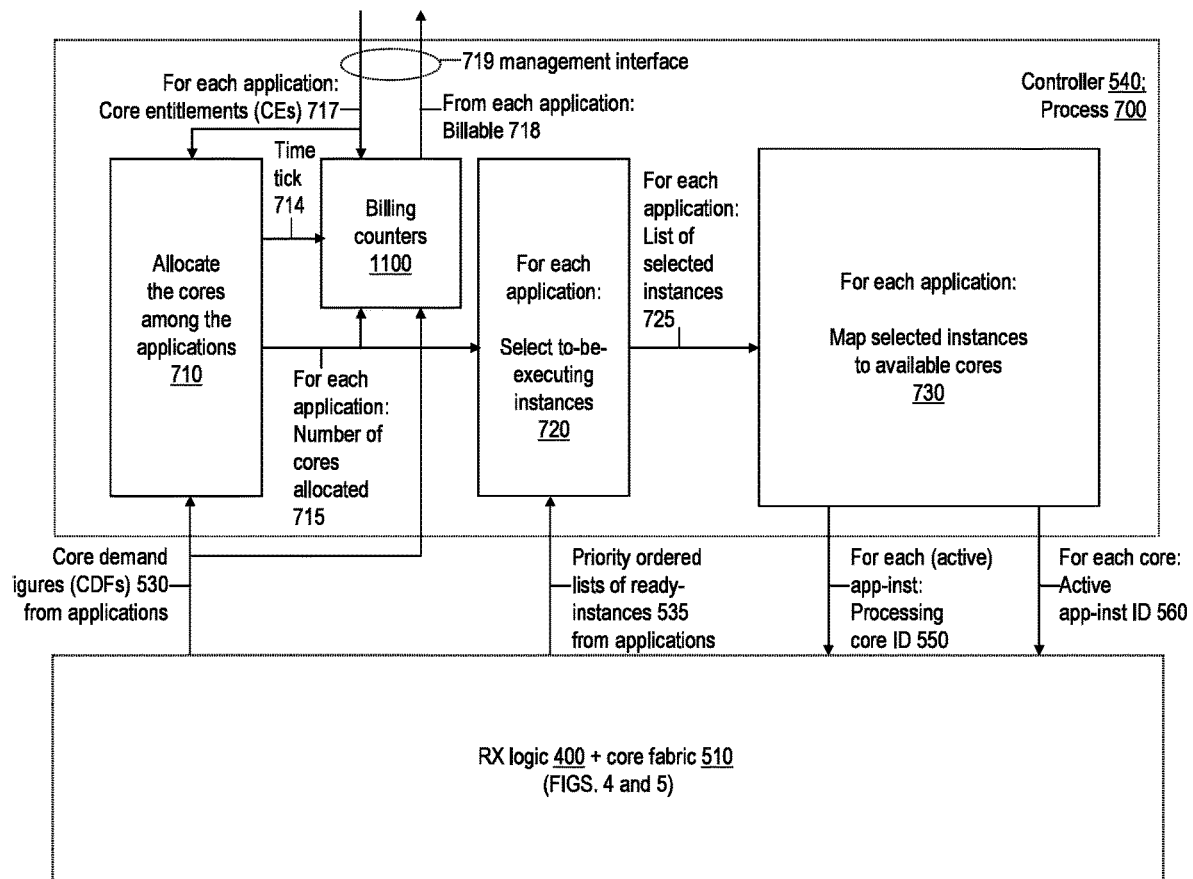 719 management interface
For each application:
Core entitlements (CEs) 717
From each application:
Billable 718
Controller 540;
Process 700
Time
tick
714
Billing
counters
1100
Allocate
the cores
among the
applications
710
For each
application:
Number of
cores
allocated
715
For each
application:
Select to-be-
executing
instances
720
For each
application:
List of
selected
instances
725
For each application:
Map selected instances
to available cores
730
Core demand
igures (CDFs) 530
from applications
Priority ordered
lists of ready-
instances 535
from applications
For each (active)
app-inst:
Processing
core ID 550
For each core:
Active
app-inst ID 560
RX logic 400 + core fabric 510
(FIGS. 4 and 5)